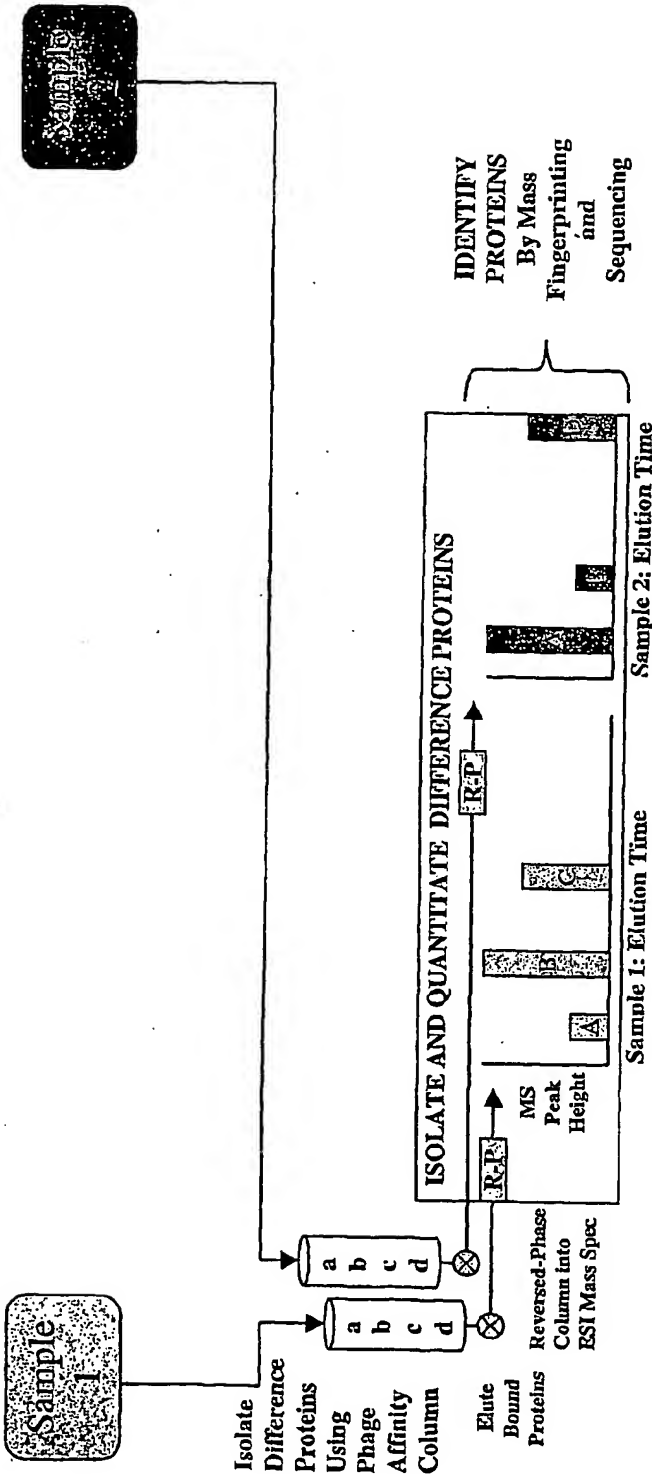 Sample
1
Sample
Isolate
Difference
Proteins
Using
Phage
Affinity
Column
a
b
c
d
a
b
c
d
Elute
Bound
Proteins
Reversed-Phase
Column into
ESI Mass Spec
ISOLATE AND QUANTITATE DIFFERENCE PROTEINS
R-P
R-P
MS
Peak
Height
A
B
C
Sample 1: Elution Time
A
D
Sample 2: Elution Time
IDENTIFY
PROTEINS
By Mass
Fingerprinting
and
Sequencing